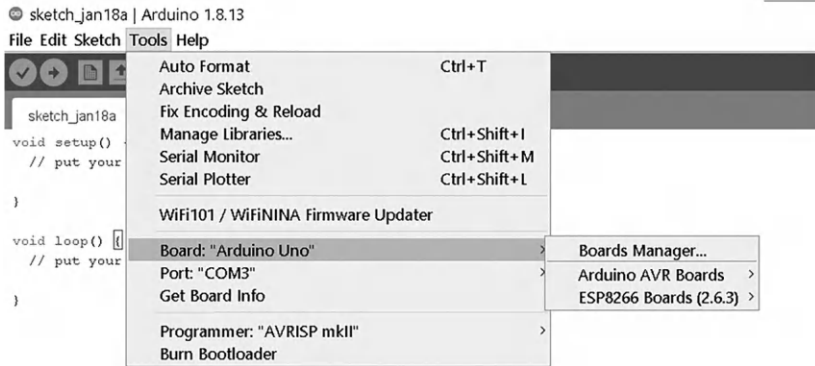 sketch_jan18a | Arduino 1.8.13
File Edit Sketch Tools Help
sketch_jan18a
void setup()
// put your
}
void loop() {
// put your
}
Auto Format Ctrl+T
Archive Sketch
Fix Encoding & Reload
Manage Libraries... Ctrl+Shift+I
Serial Monitor Ctrl+Shift+M
Serial Plotter Ctrl+Shift+L
WiFi101 / WiFiNINA Firmware Updater
Board: "Arduino Uno"
Port: "COM3"
Get Board Info
Programmer: "AVRISP mkII"
Burn Bootloader
Boards Manager...
Arduino AVR Boards
ESP8266 Boards (2.6.3)